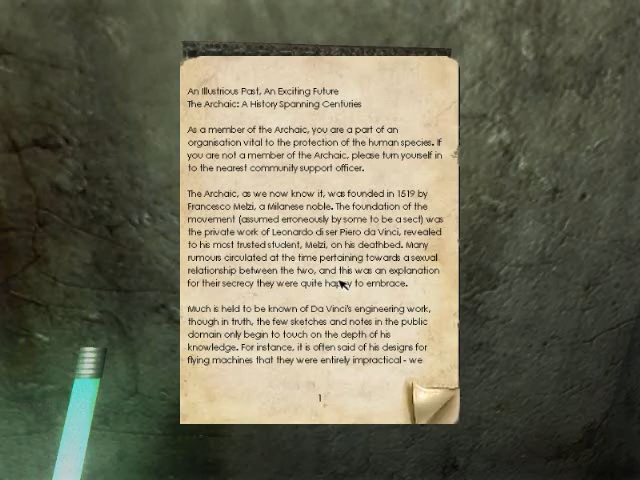 An Illustrious Past, An Exciting Future
The Archaic: A History Spanning Centuries
As a member of the Archaic, you are a part of an
organisation vital to the protection of the human species. If
you are not a member of the Archaic, please turn yourself in
to the nearest community support officer.
The Archaic, as we now know it, was founded in 1519 by
Francesco Melzi, a Milanese noble. The foundation of the
movement (assumed erroneously by some to be a sect) was
the private work of Leonardo di ser Piero da Vinci, revealed
to his most trusted student, Melzi, on his deathbed. Many
rumours circulated at the time pertaining towards a sexual
relationship between the two, and this was an explanation
for their secrecy they were quite happy to embrace.
Much is held to be known of Da Vinci's engineering work,
though in truth, the few sketches and notes in the public
domain only begin to touch on the depth of his
knowledge. For instance, it is often said of his designs for
flying machines that they were entirely impractical - we
1